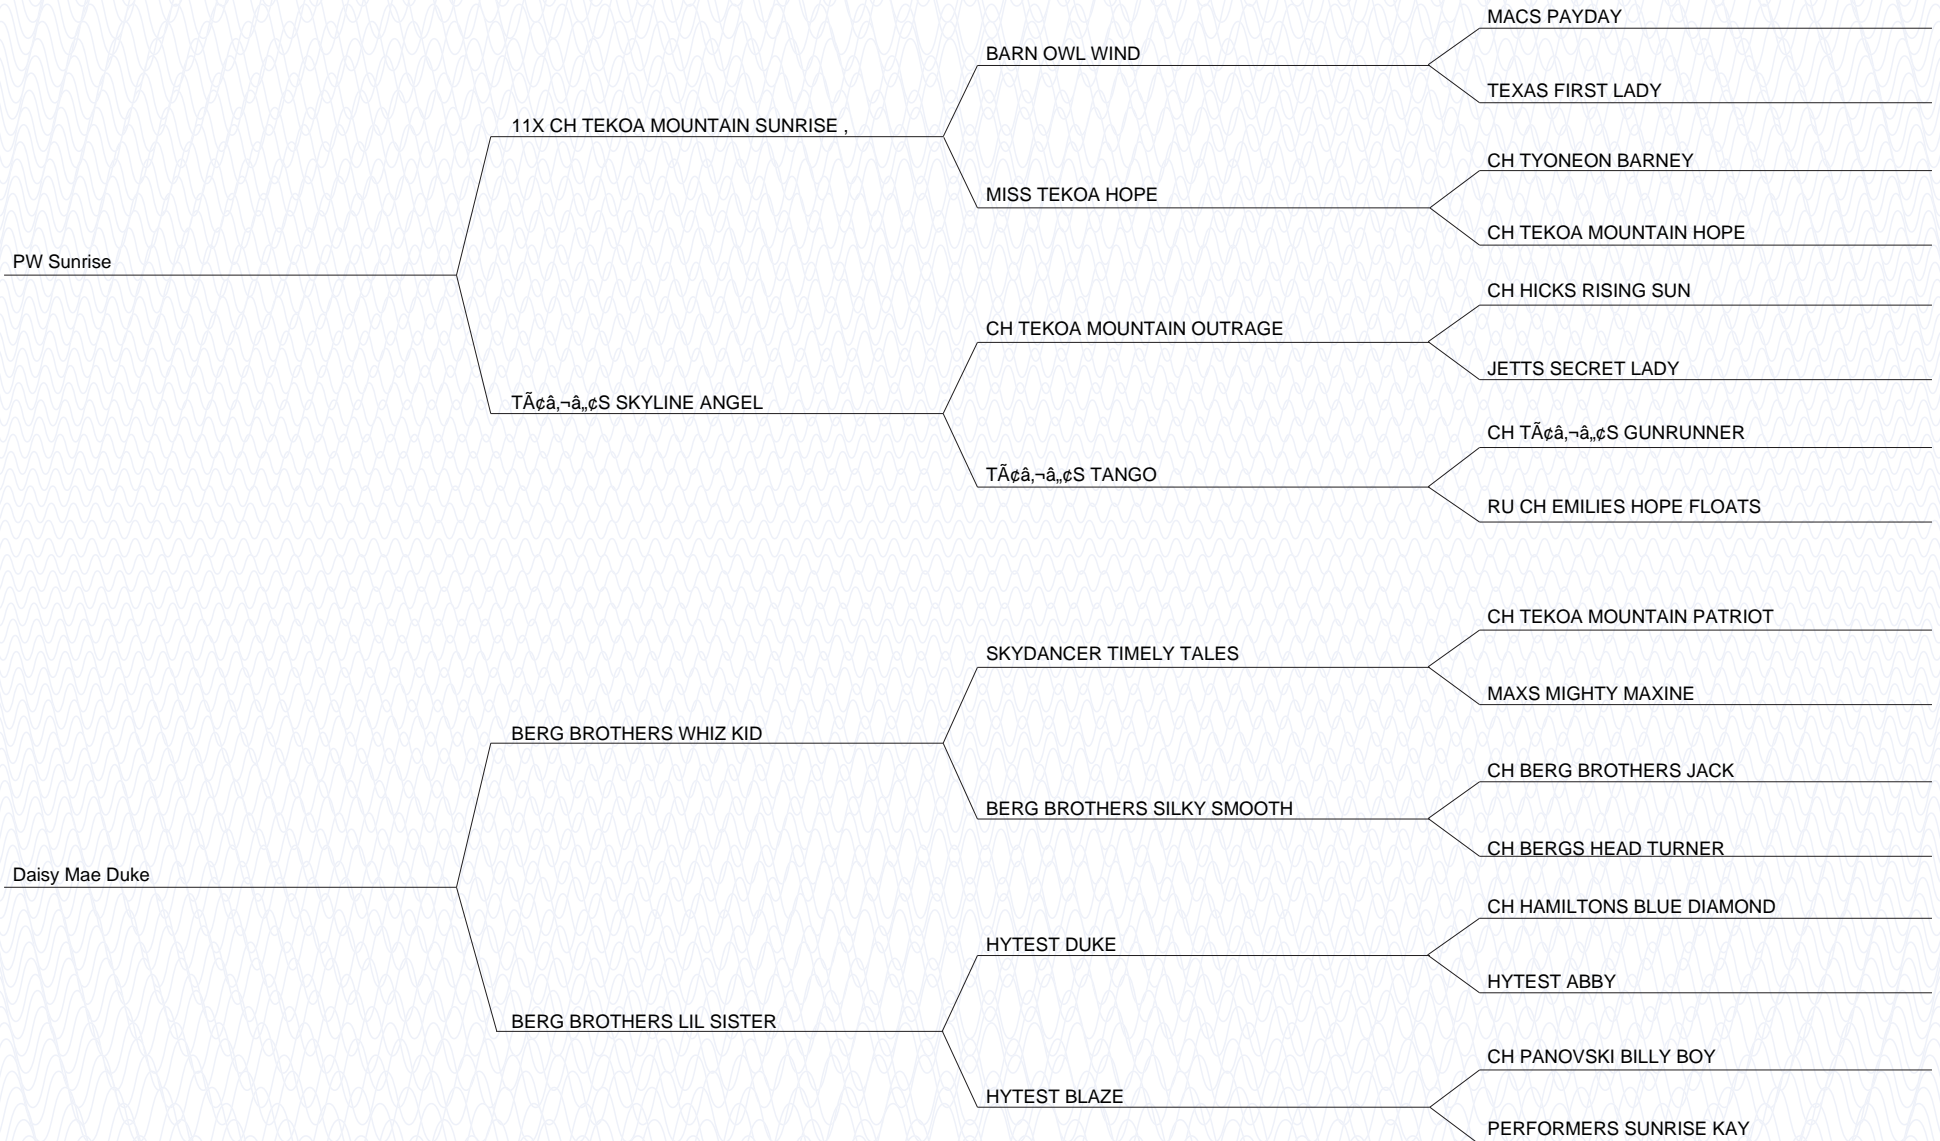 MACS PAYDAY
BARN OWL WIND
TEXAS FIRST LADY
11X CH TEKOA MOUNTAIN SUNRISE ,
CH TYONEON BARNEY
MISS TEKOA HOPE
CH TEKOA MOUNTAIN HOPE
PW Sunrise
CH HICKS RISING SUN
CH TEKOA MOUNTAIN OUTRAGE
JETTS SECRET LADY
TÃ¢â‚¬â„¢S SKYLINE ANGEL
CH TÃ¢â‚¬â„¢S GUNRUNNER
TÃ¢â‚¬â„¢S TANGO
RU CH EMILIES HOPE FLOATS
CH TEKOA MOUNTAIN PATRIOT
SKYDANCER TIMELY TALES
MAXS MIGHTY MAXINE
BERG BROTHERS WHIZ KID
CH BERG BROTHERS JACK
BERG BROTHERS SILKY SMOOTH
CH BERGS HEAD TURNER
Daisy Mae Duke
CH HAMILTONS BLUE DIAMOND
HYTEST DUKE
HYTEST ABBY
BERG BROTHERS LIL SISTER
CH PANOVSKI BILLY BOY
HYTEST BLAZE
PERFORMERS SUNRISE KAY